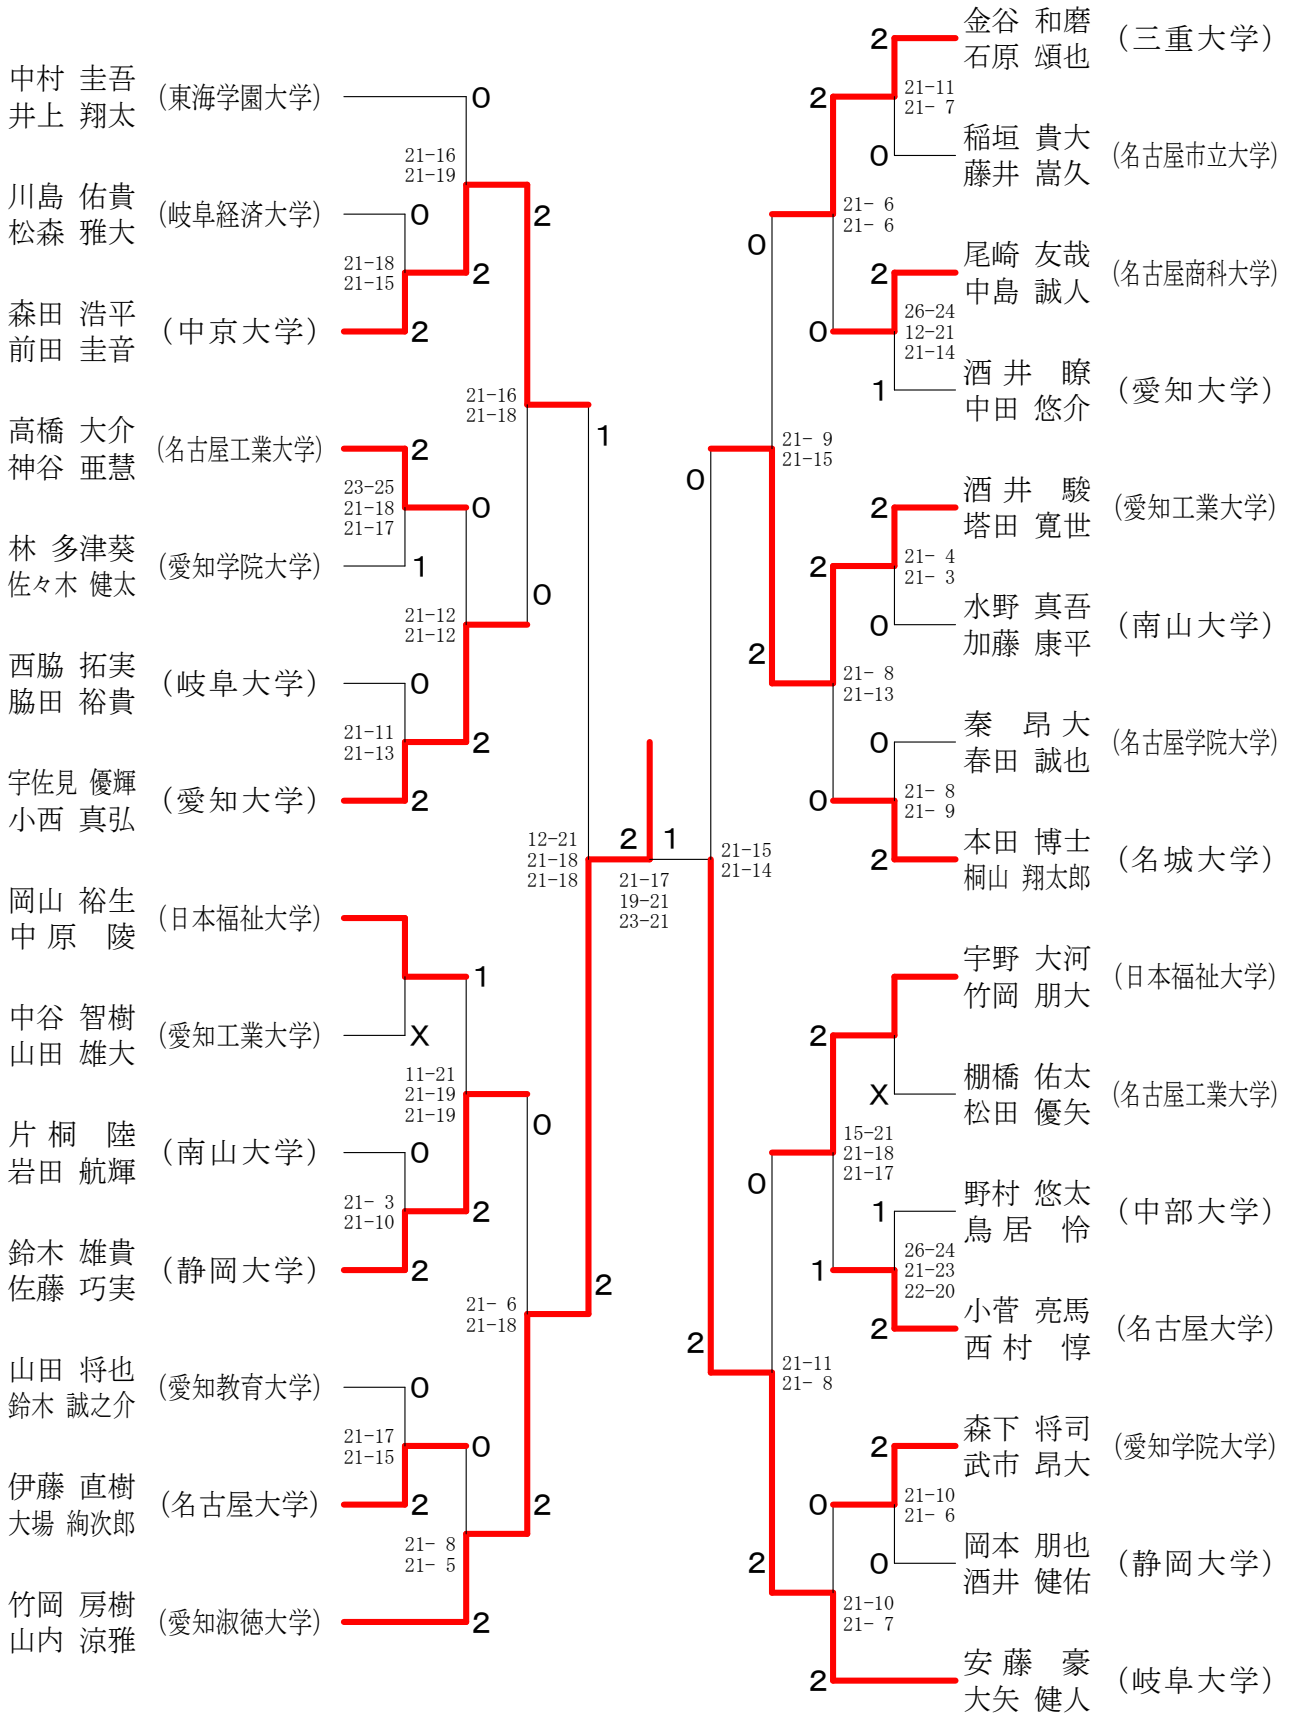 中村 圭吾
井上 翔太
(東海学園大学)
0
21-16
21-19
川島 佑貴
松森 雅大
(岐阜経済大学)
0
2
21-18
21-15
2
森田 浩平
前田 圭音
(中京大学)
2
21-16
21-18
1
高橋 大介
神谷 亜慧
(名古屋工業大学)
2
23-25
21-18
21-17
0
林 多津葵
佐々木 健太
(愛知学院大学)
1
21-12
21-12
0
西脇 拓実
脇田 裕貴
(岐阜大学)
0
21-11
21-13
2
宇佐見 優輝
小西 真弘
(愛知大学)
2
12-21
21-18
21-18
岡山 裕生
中原 陵
(日本福祉大学)
1
中谷 智樹
山田 雄大
(愛知工業大学)
X
11-21
21-19
21-19
0
片桐 陸
岩田 航輝
(南山大学)
0
21- 3
21-10
2
鈴木 雄貴
佐藤 巧実
(静岡大学)
2
21- 6
21-18
2
山田 将也
鈴木 誠之介
(愛知教育大学)
0
21-17
21-15
0
伊藤 直樹
大場 絢次郎
(名古屋大学)
2
2
21- 8
21- 5
竹岡 房樹
山内 涼雅
(愛知淑徳大学)
2
2
1
21-17
19-21
23-21
金谷 和磨
石原 頌也
(三重大学)
2
21-11
21- 7
2
稲垣 貴大
藤井 嵩久
(名古屋市立大学)
0
21- 6
21- 6
0
尾崎 友哉
中島 誠人
(名古屋商科大学)
2
26-24
12-21
21-14
0
酒井 瞭
中田 悠介
(愛知大学)
1
21- 9
21-15
0
酒井 駿
塔田 寛世
(愛知工業大学)
2
21- 4
21- 3
2
水野 真吾
加藤 康平
(南山大学)
0
2
21- 8
21-13
秦 昂大
春田 誠也
(名古屋学院大学)
0
21- 8
21- 9
0
本田 博士
桐山 翔太郎
(名城大学)
2
21-15
21-14
宇野 大河
竹岡 朋大
(日本福祉大学)
2
棚橋 佑太
松田 優矢
(名古屋工業大学)
X
15-21
21-18
21-17
0
野村 悠太
鳥居 怜
(中部大学)
1
26-24
21-23
22-20
1
小菅 亮馬
西村 惇
(名古屋大学)
2
2
21-11
21- 8
森下 将司
武市 昂大
(愛知学院大学)
2
21-10
21- 6
0
岡本 朋也
酒井 健佑
(静岡大学)
0
2
21-10
21- 7
安藤 豪
大矢 健人
(岐阜大学)
2